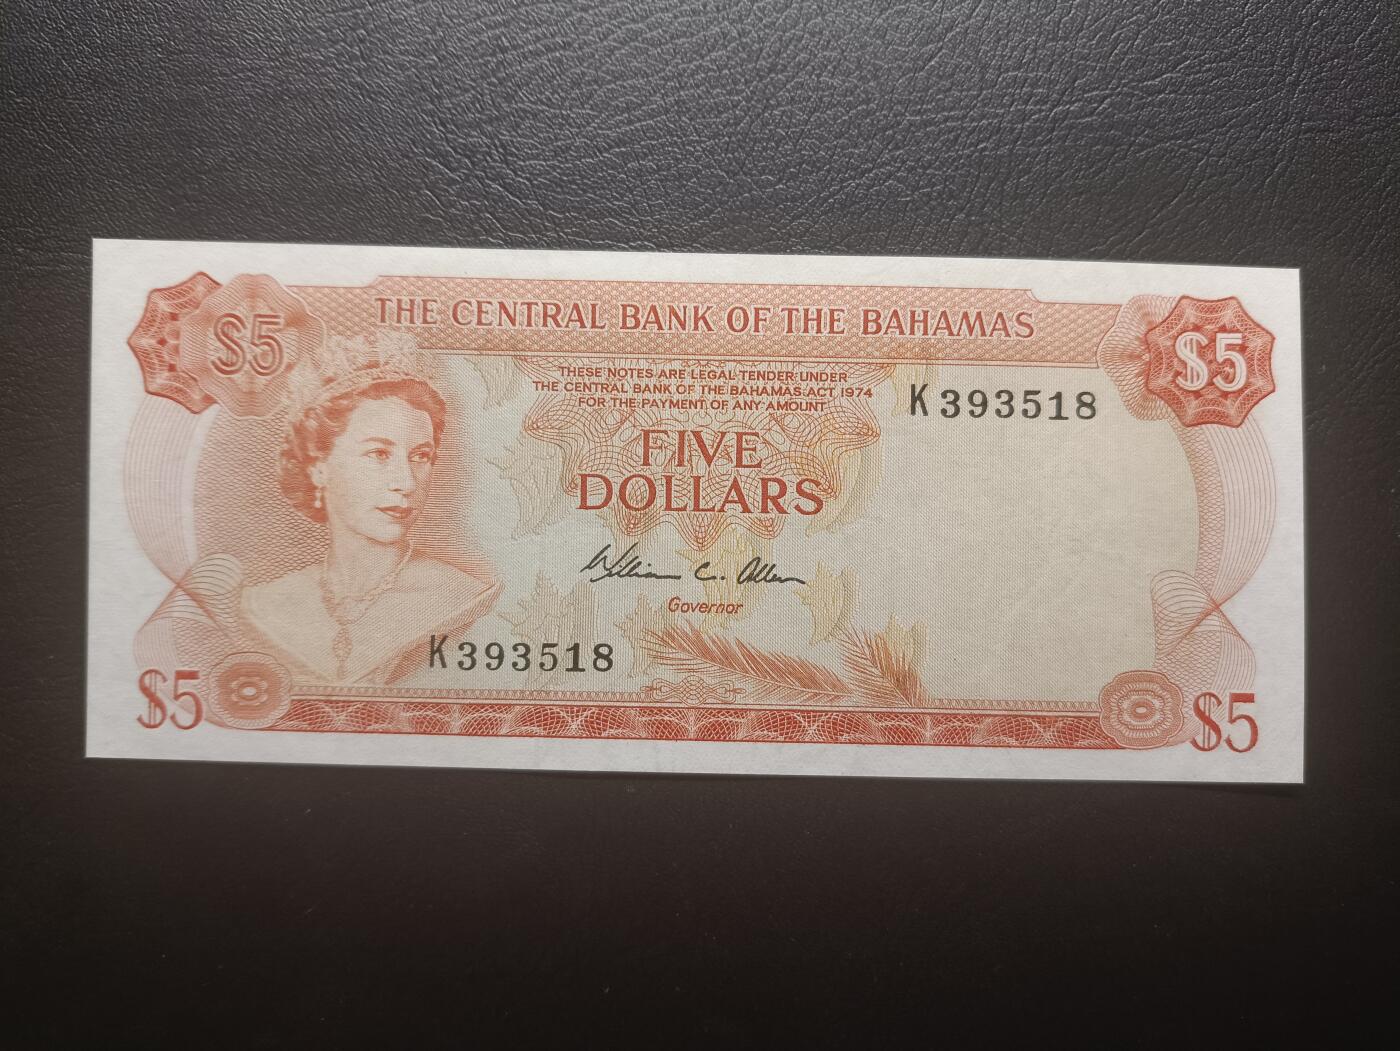 $5
THE CENTRAL BANK OF THE BAHAMAS
$5
THESE NOTES ARE LEGAL TENDER UNDER
THE CENTRAL BANK OF THE BAHAMAS ACT 1974
FOR THE PAYMENT OF ANY AMOUNT
K393518
FIVE
DOLLARS
William C. Allen
Governor
K393518
$5
$5